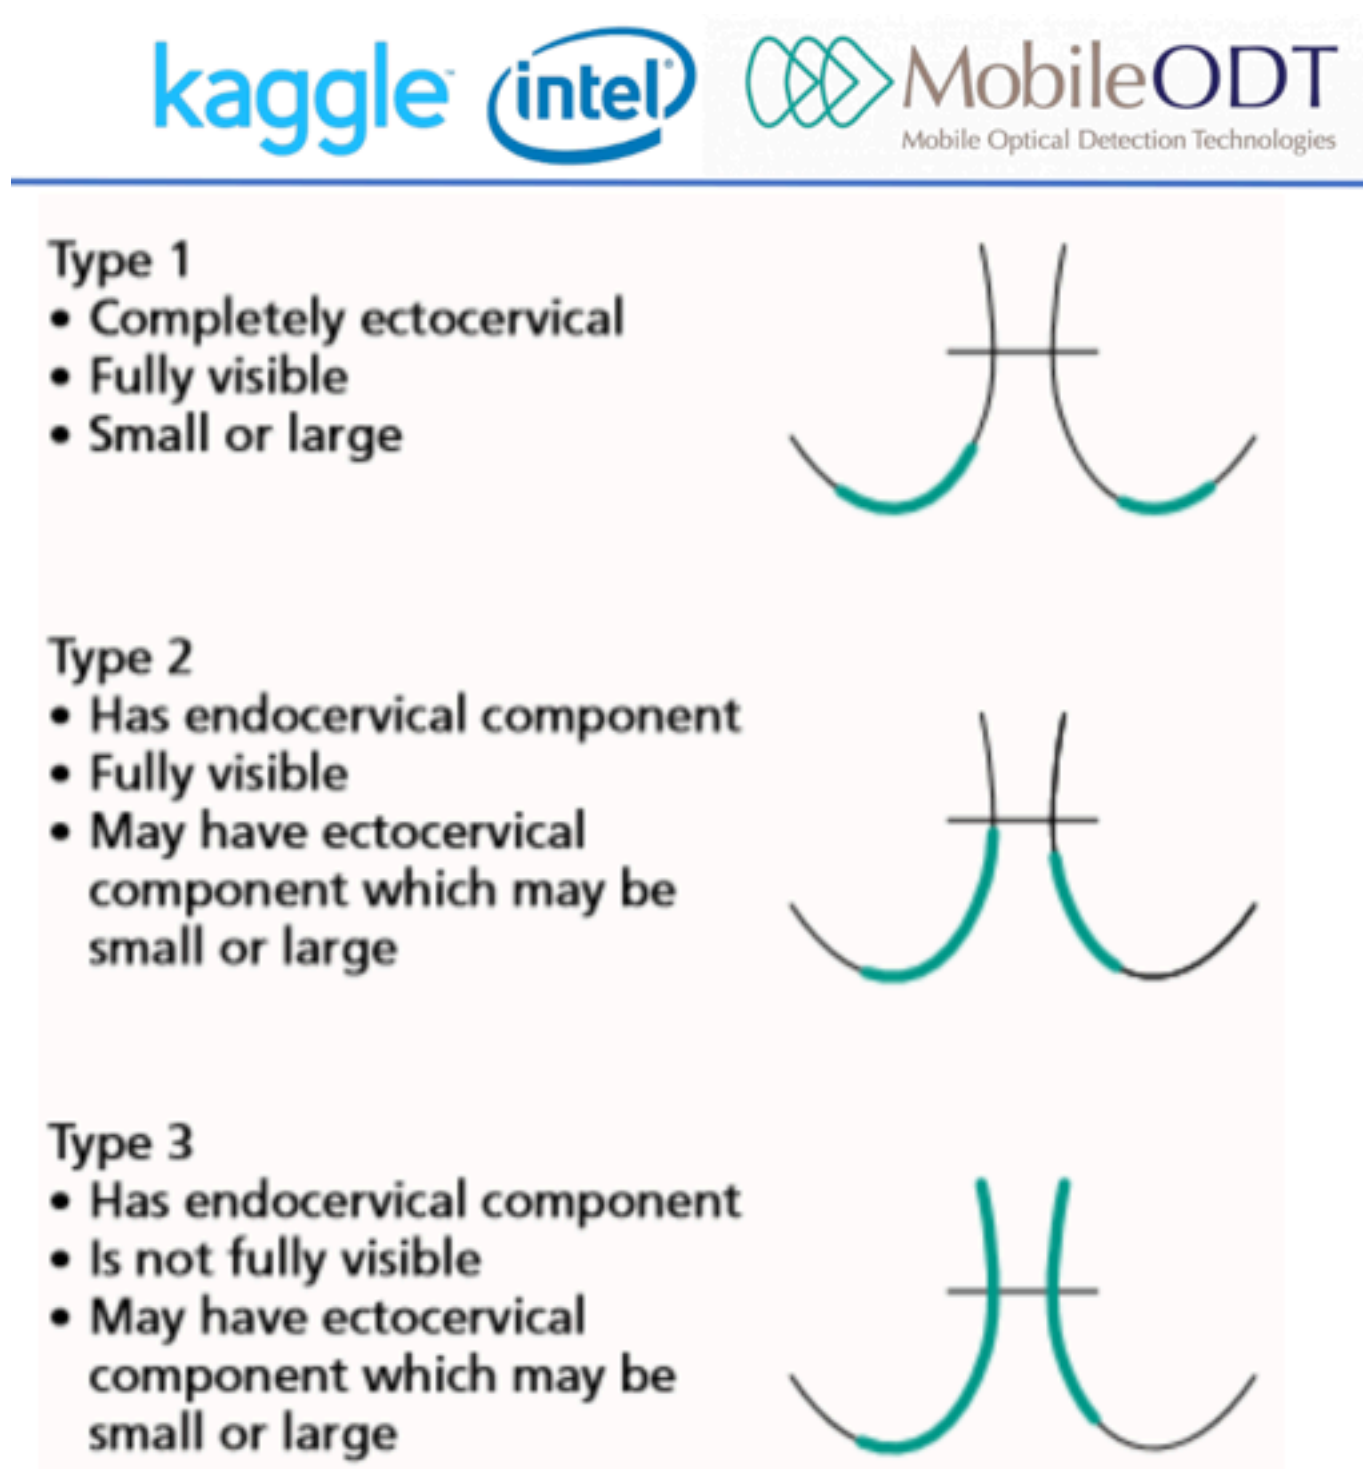 kaggle™ intel® MobileODT
Mobile Optical Detection Technologies
Type 1
• Completely ectocervical
• Fully visible
• Small or large
Type 2
• Has endocervical component
• Fully visible
• May have ectocervical
component which may be
small or large
Type 3
• Has endocervical component
• Is not fully visible
• May have ectocervical
component which may be
small or large